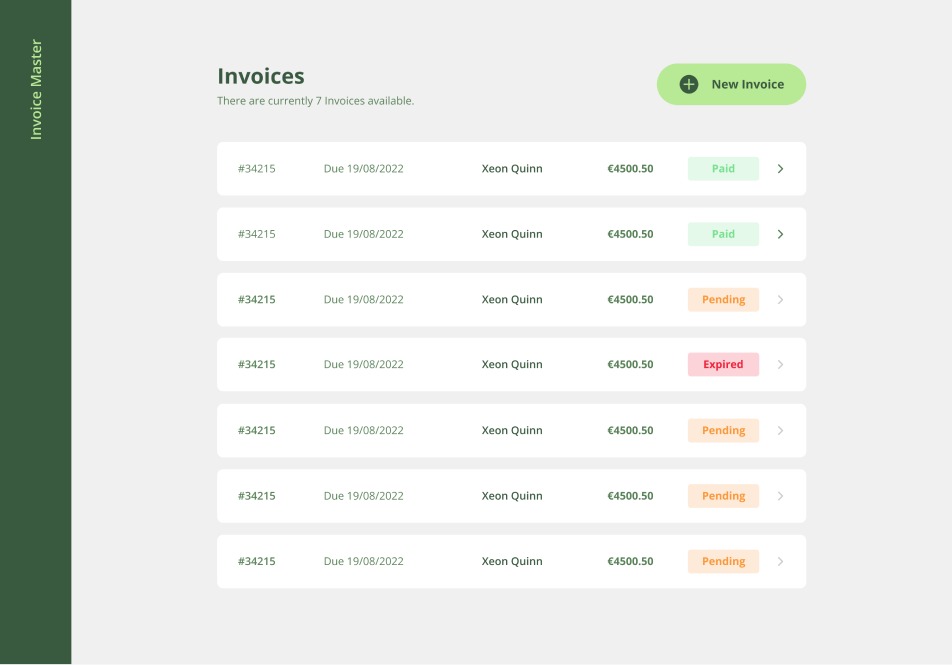 Invoice Master
Invoices
There are currently 7 Invoices available.
New Invoice
#34215 Due 19/08/2022 Xeon Quinn €4500.50 Paid
#34215 Due 19/08/2022 Xeon Quinn €4500.50 Paid
#34215 Due 19/08/2022 Xeon Quinn €4500.50 Pending
#34215 Due 19/08/2022 Xeon Quinn €4500.50 Expired
#34215 Due 19/08/2022 Xeon Quinn €4500.50 Pending
#34215 Due 19/08/2022 Xeon Quinn €4500.50 Pending
#34215 Due 19/08/2022 Xeon Quinn €4500.50 Pending